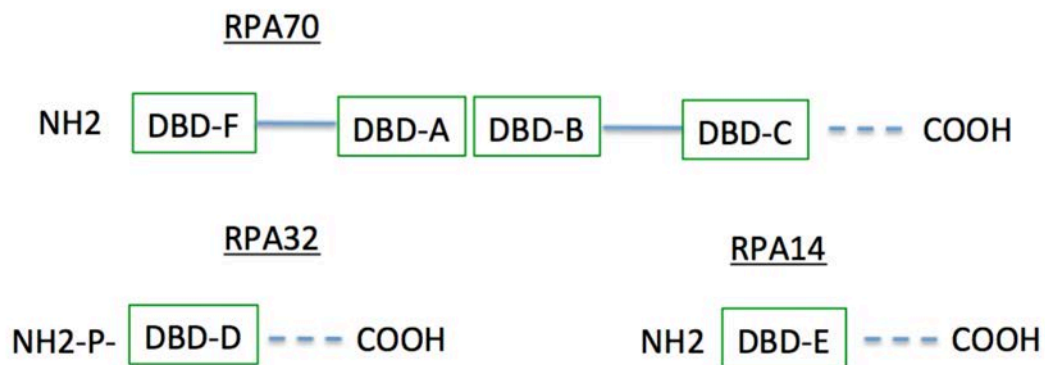 RPA70
NH2 DBD-F DBD-A DBD-B DBD-C COOH
RPA32
RPA14
NH2-P- DBD-D COOH
NH2 DBD-E COOH